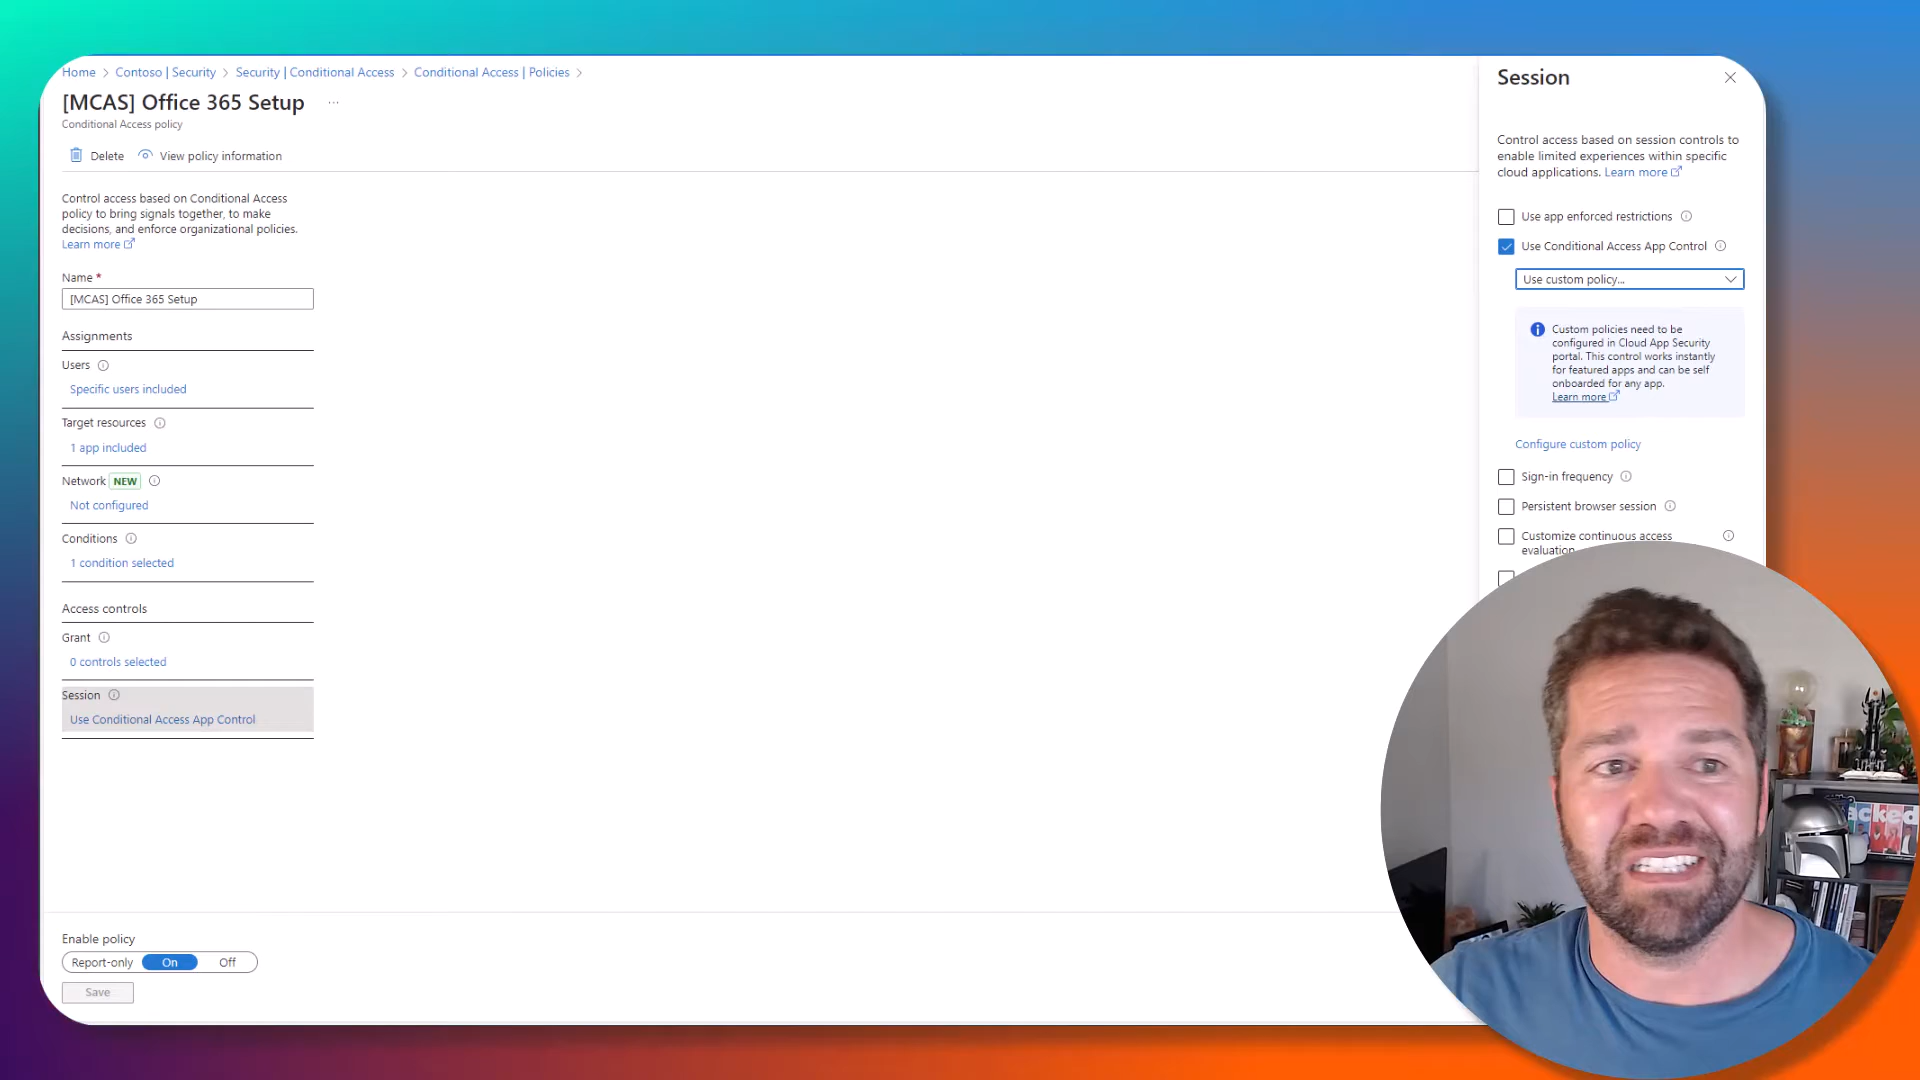 Home > Contoso | Security > Security | Conditional Access > Conditional Access | Policies >
[MCAS] Office 365 Setup ...
Conditional Access policy
Delete View policy information
Control access based on Conditional Access
policy to bring signals together, to make
decisions, and enforce organizational policies.
Learn more
Name *
[MCAS] Office 365 Setup
Assignments
Users
Specific users included
Target resources
1 app included
Network NEW
Not configured
Conditions
1 condition selected
Access controls
Grant
0 controls selected
Session
Use Conditional Access App Control
Enable policy
Report-only On Off
Save
Session
Control access based on session controls to
enable limited experiences within specific
cloud applications. Learn more
Use app enforced restrictions
Use Conditional Access App Control
Use custom policy...
Custom policies need to be
configured in Cloud App Security
portal. This control works instantly
for featured apps and can be self
onboarded for any app.
Learn more
Configure custom policy
Sign-in frequency
Persistent browser session
Customize continuous access
evaluation
acked